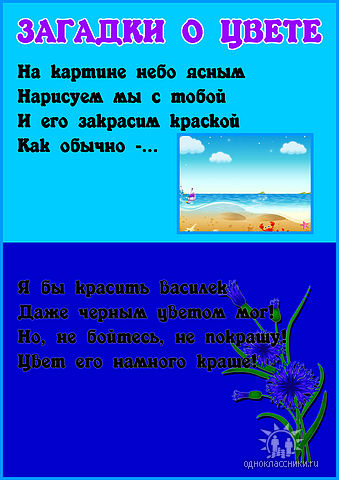 ЗАГАДКИ О ЦВЕТЕ
На картине небо ясным
Нарисуем мы с тобой
И его закрасим краской
Как обычно -...
Я бы красить василек
Даже черным цветом мог!
Но, не бойтесь, не покрашу!
Цвет его намного краше!
одноклассники.ru